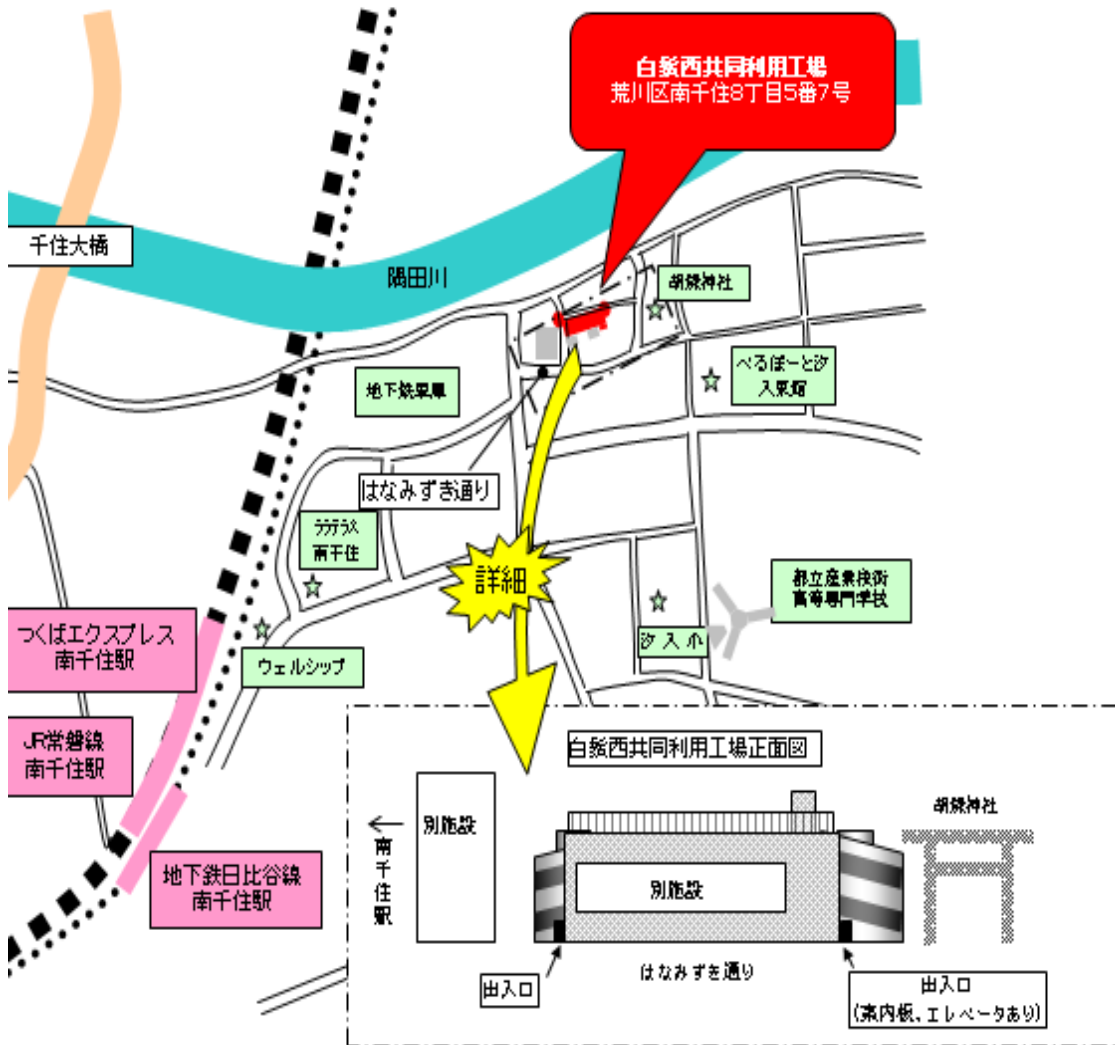 白鬚西共同利用工場
荒川区南千住8丁目5番7号
千住大橋
隅田川
胡録神社
べるぽーと汐
入東館
地下鉄車庫
はなみずき通り
ララテラス
南千住
詳細
都立産業技術
高等専門学校
汐入小
つくばエクスプレス
南千住駅
ウェルシップ
JR常磐線
南千住駅
地下鉄日比谷線
南千住駅
白鬚西共同利用工場正面図
別施設
←
南千住駅
別施設
胡録神社
はなみずき通り
出入口
出入口
(案内板、エレベータあり)